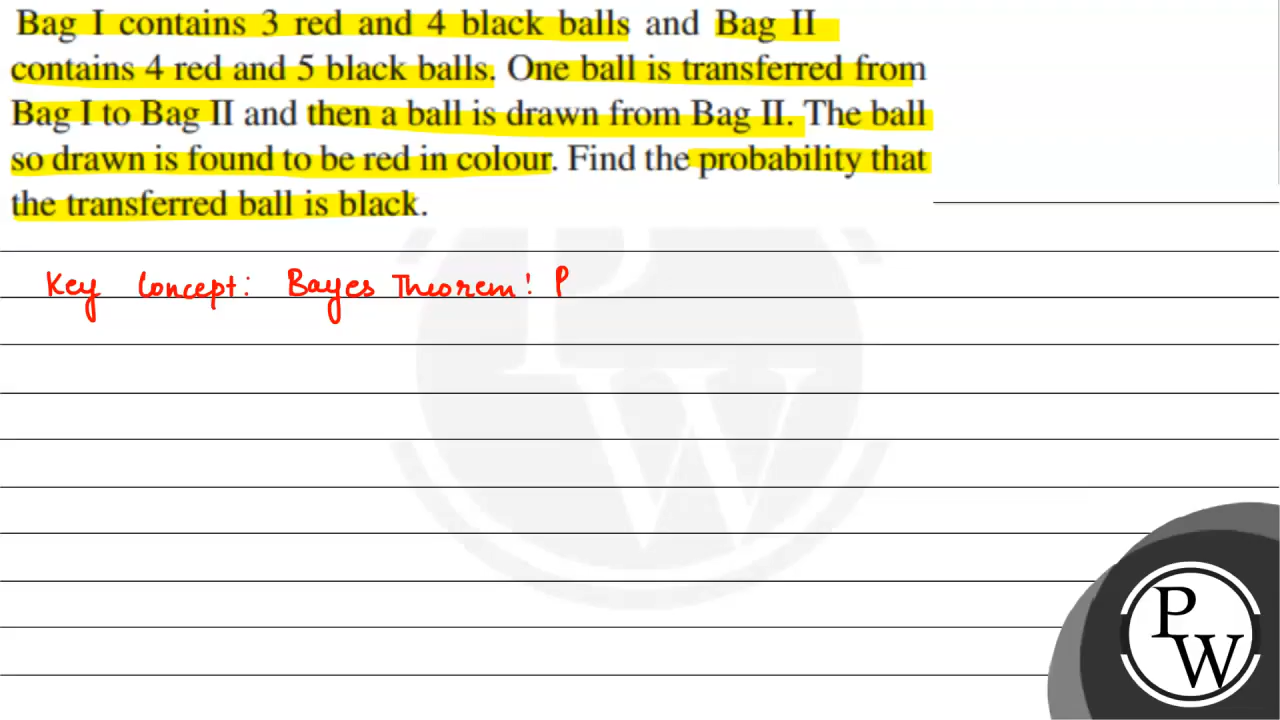 Bag I contains 3 red and 4 black balls and Bag II
contains 4 red and 5 black balls. One ball is transferred from
Bag I to Bag II and then a ball is drawn from Bag II. The ball
so drawn is found to be red in colour. Find the probability that
the transferred ball is black.
Key Concept: Bayes Theorem: P
PW
PW